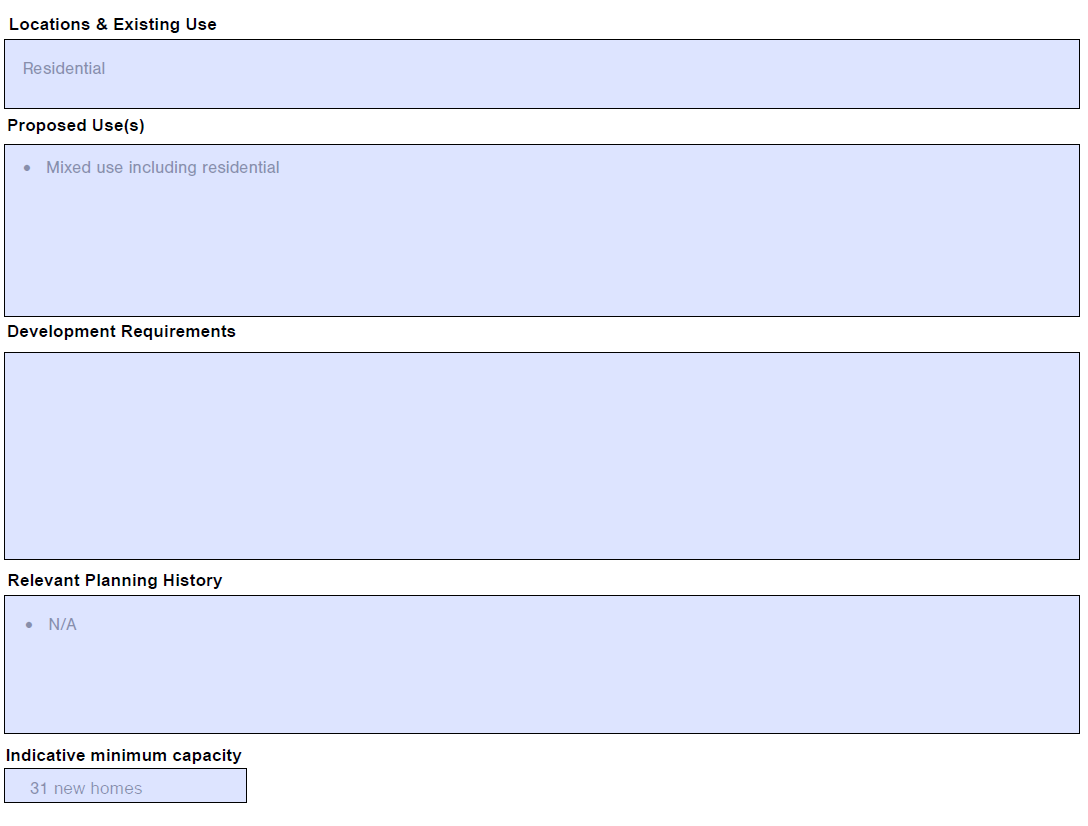 Locations & Existing Use
Residential
Proposed Use(s)
• Mixed use including residential
Development Requirements
Relevant Planning History
• N/A
Indicative minimum capacity
31 new homes